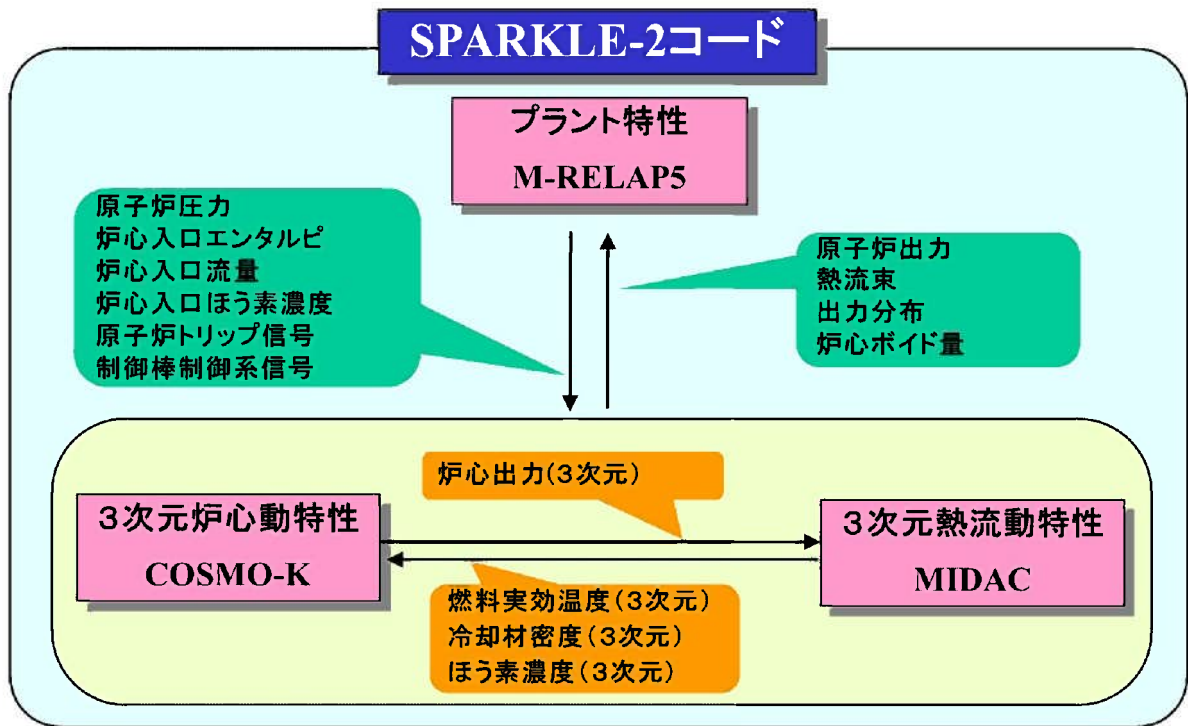 SPARKLE-2コード
プラント特性
M-RELAP5
原子炉圧力
炉心入口エンタルピ
炉心入口流量
炉心入口ほう素濃度
原子炉トリップ信号
制御棒制御系信号
原子炉出力
熱流束
出力分布
炉心ボイド量
炉心出力(3次元)
3次元炉心動特性
COSMO-K
3次元熱流動特性
MIDAC
燃料実効温度(3次元)
冷却材密度(3次元)
ほう素濃度(3次元)